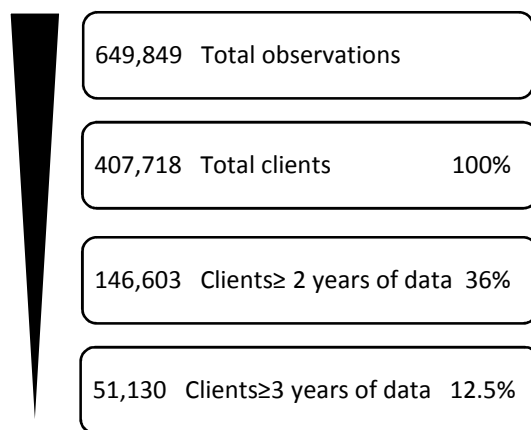 649,849 Total observations
407,718 Total clients 100%
146,603 Clients≥ 2 years of data 36%
51,130 Clients≥3 years of data 12.5%